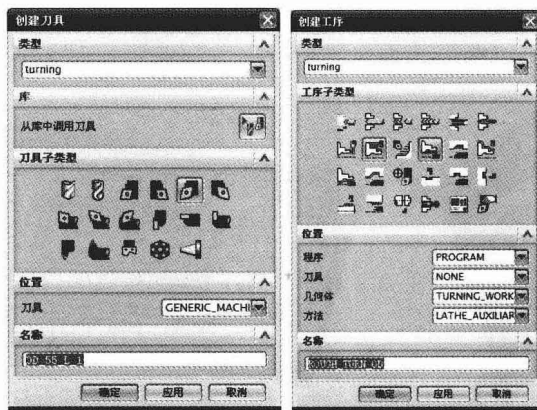 创建刀具
类型
turning
库
从库中调用刀具
刀具子类型
位置
刀具 GENERIC_MACHI
名称
OD_55_L_1
确定 应用 取消
创建工序
类型
turning
工序子类型
位置
程序 PROGRAM
刀具 NONE
几何体 TURNING_WORK
方法 LATHE_AUXILIAR
名称
确定 应用 取消